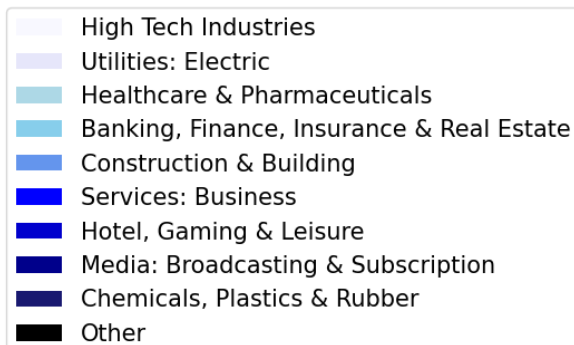 High Tech Industries
Utilities: Electric
Healthcare & Pharmaceuticals
Banking, Finance, Insurance & Real Estate
Construction & Building
Services: Business
Hotel, Gaming & Leisure
Media: Broadcasting & Subscription
Chemicals, Plastics & Rubber
Other